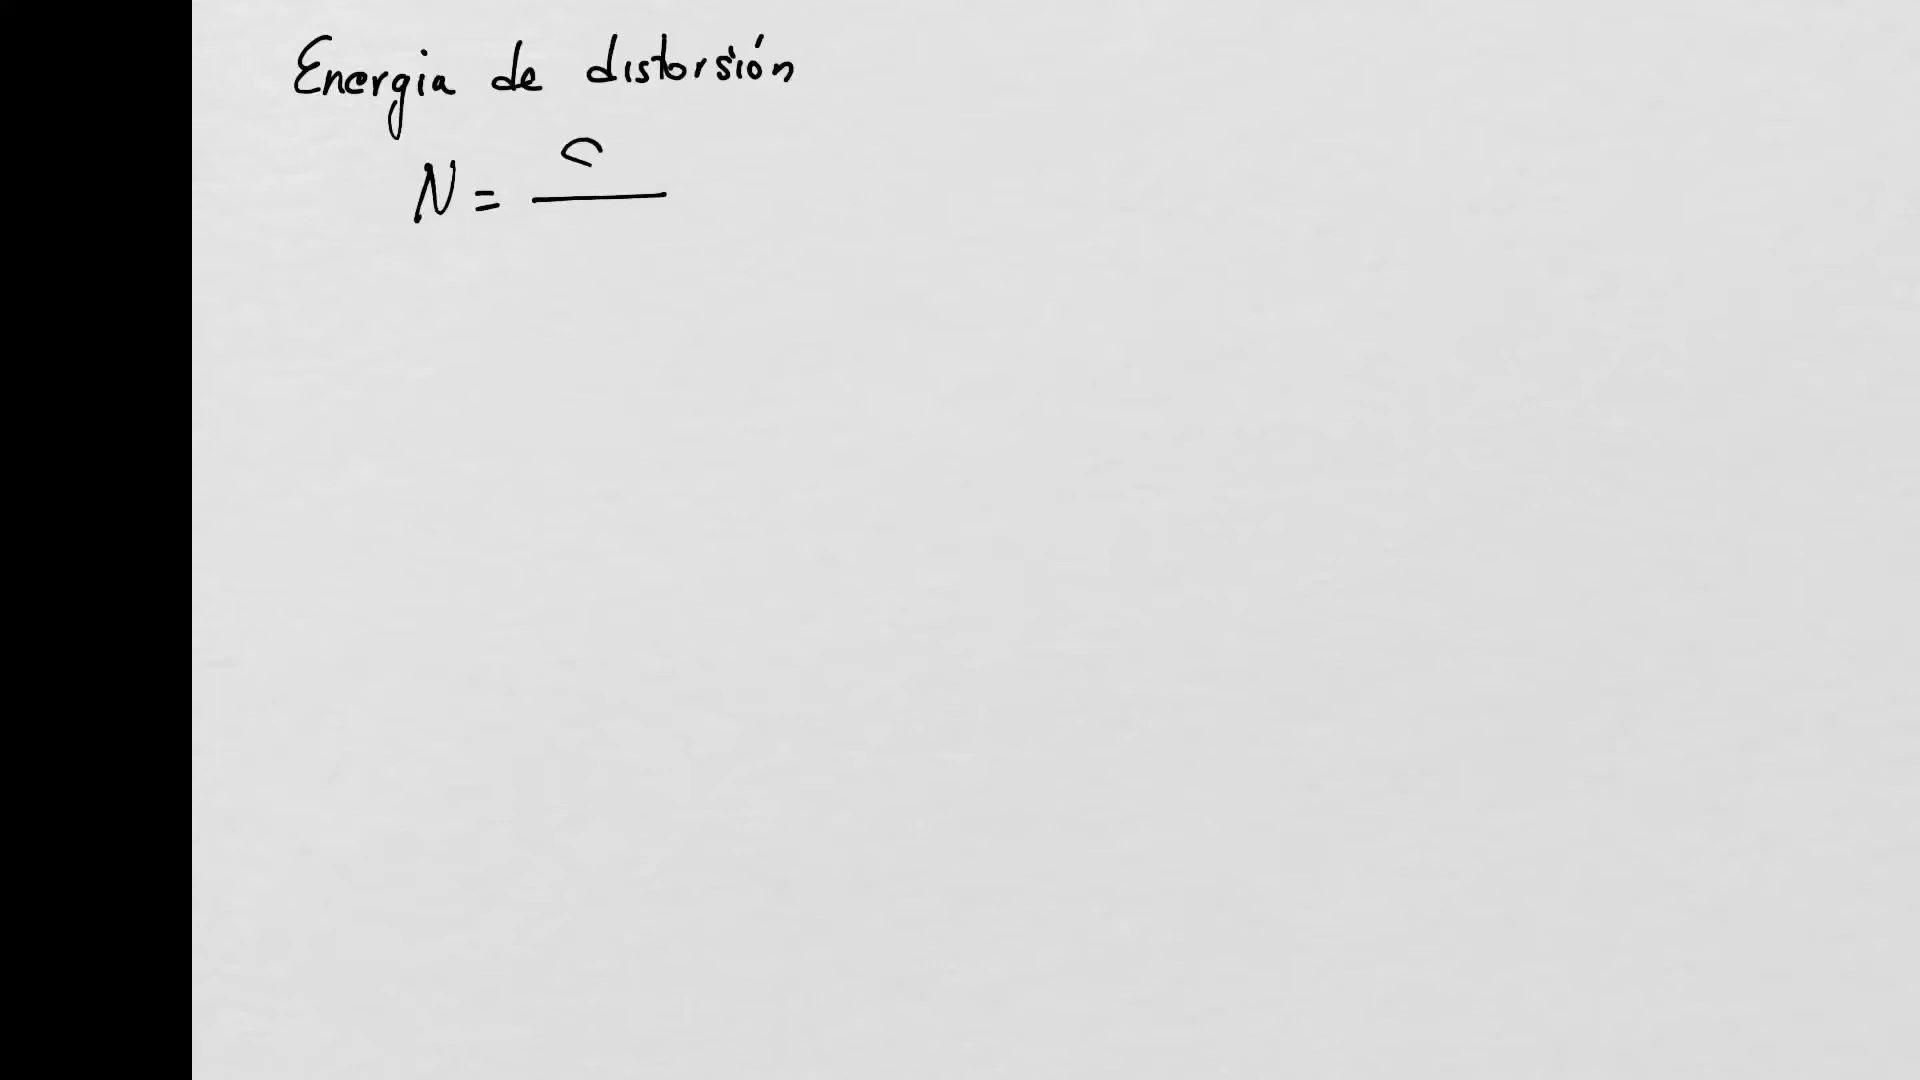 Energia de distorsión
N =